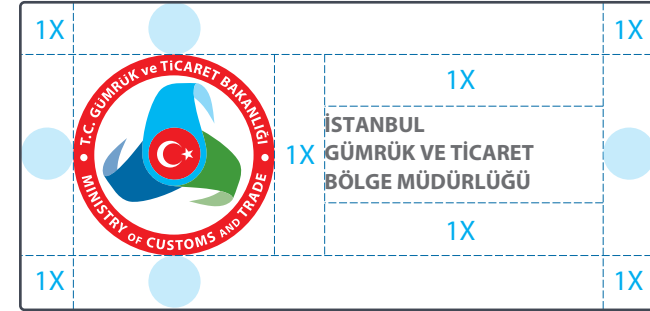 1X
1X
T.C. GÜMRÜK ve TİCARET BAKANLIĞI
MINISTRY OF CUSTOMS AND TRADE
1X
1X
İSTANBUL
GÜMRÜK VE TİCARET
BÖLGE MÜDÜRLÜĞÜ
1X
1X
1X